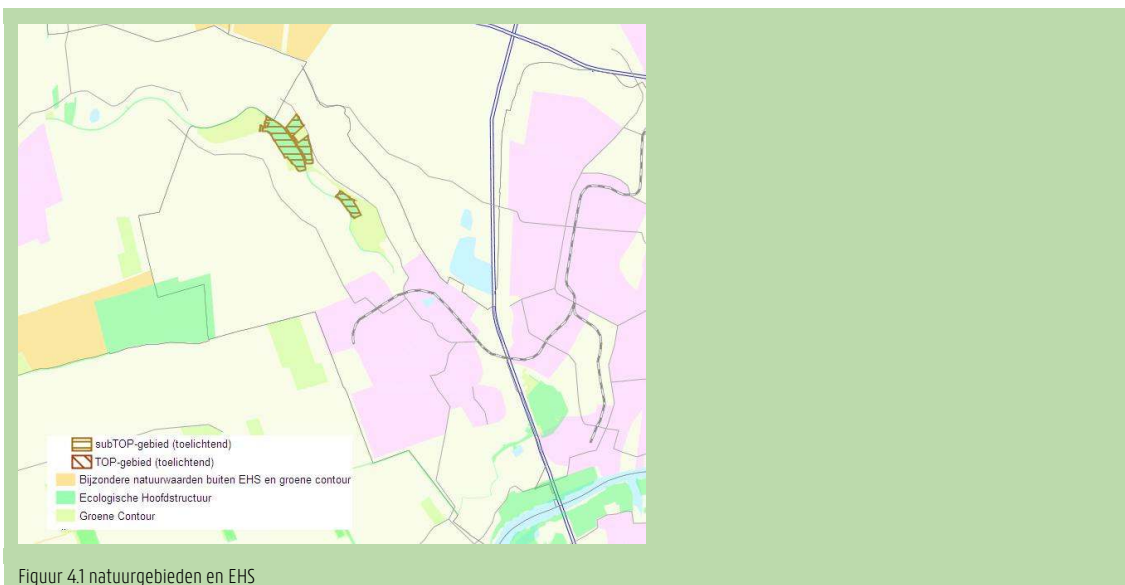 subTOP-gebied (toelichtend)
TOP-gebied (toelichtend)
Bijzondere natuurwaarden buiten EHS en groene contour
Ecologische Hoofdstructuur
Groene Contour
Figuur 4.1 natuurgebieden en EHS